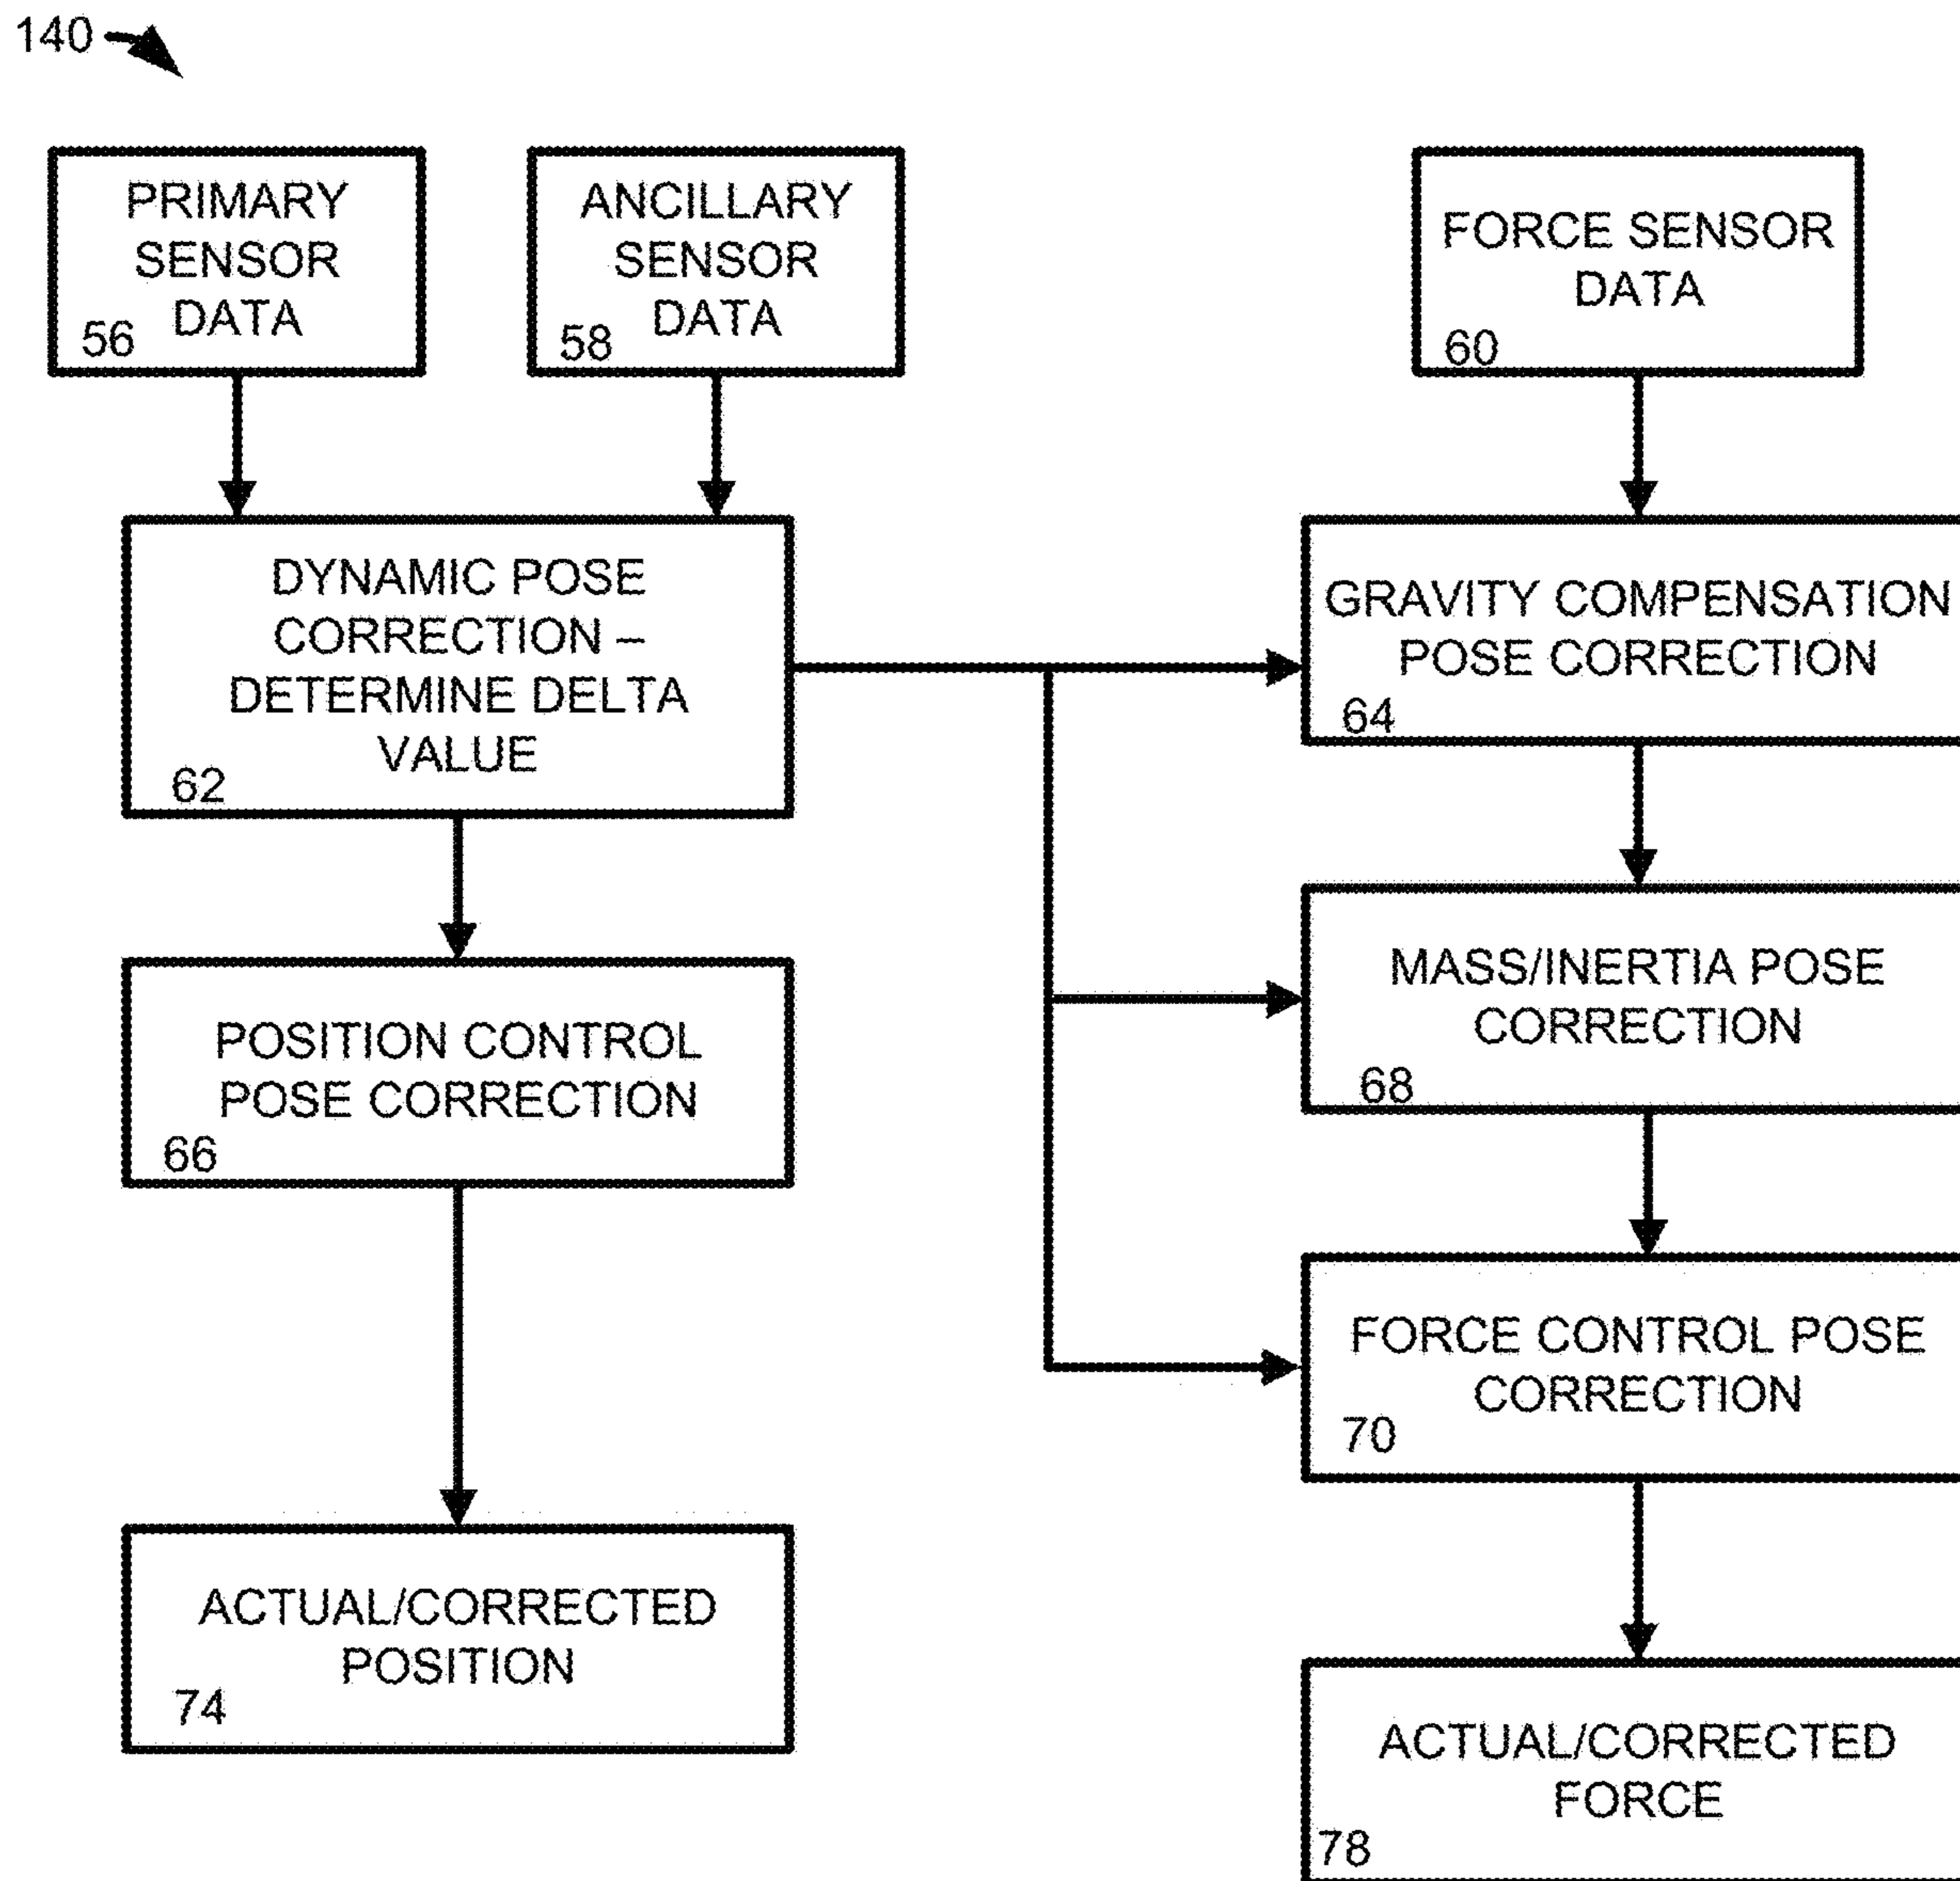 140
PRIMARY
SENSOR
DATA
56
ANCILLARY
SENSOR
DATA
58
FORCE SENSOR
DATA
60
DYNAMIC POSE
CORRECTION –
DETERMINE DELTA
VALUE
62
GRAVITY COMPENSATION
POSE CORRECTION
64
POSITION CONTROL
POSE CORRECTION
66
MASS/INERTIA POSE
CORRECTION
68
FORCE CONTROL POSE
CORRECTION
70
ACTUAL/CORRECTED
POSITION
74
ACTUAL/CORRECTED
FORCE
78